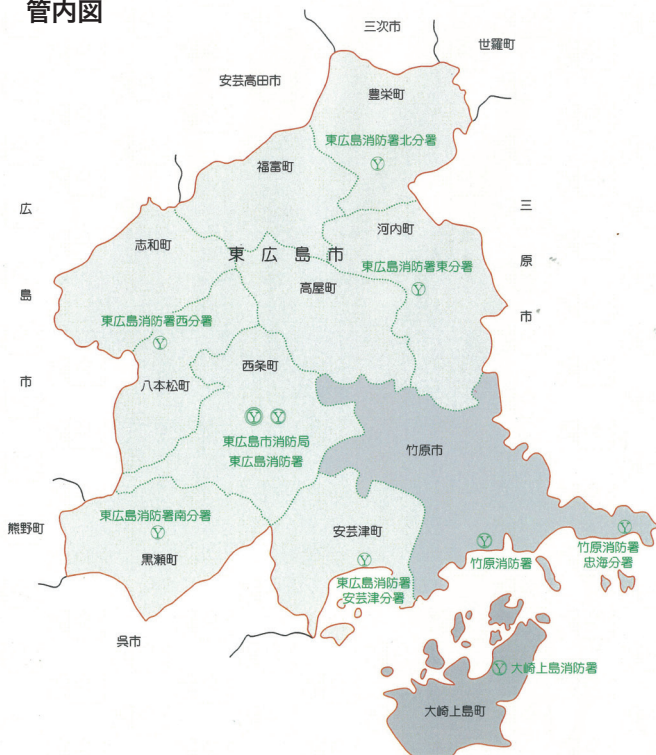 管内図
三次市
世羅町
安芸高田市
豊栄町
東広島消防署北分署
福富町
広島市
三原市
志和町
河内町
東広島市
東広島消防署東分署
高屋町
東広島消防署西分署
西条町
八本松町
東広島市消防局
東広島消防署
竹原市
熊野町
東広島消防署南分署
黒瀬町
安芸津町
竹原消防署
竹原消防署
忠海分署
東広島消防署
安芸津分署
呉市
大崎上島消防署
大崎上島町